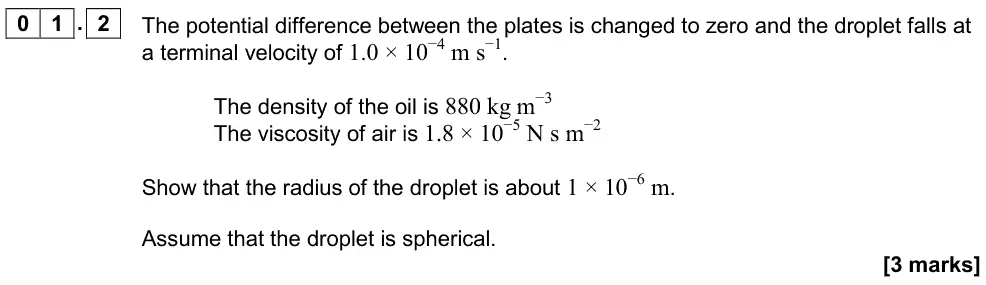 0 1 . 2 The potential difference between the plates is changed to zero and the droplet falls at
a terminal velocity of 1.0 × 10⁻⁴ m s⁻¹.
The density of the oil is 880 kg m⁻³
The viscosity of air is 1.8 × 10⁻⁵ N s m⁻²
Show that the radius of the droplet is about 1 × 10⁻⁶ m.
Assume that the droplet is spherical.
[3 marks]